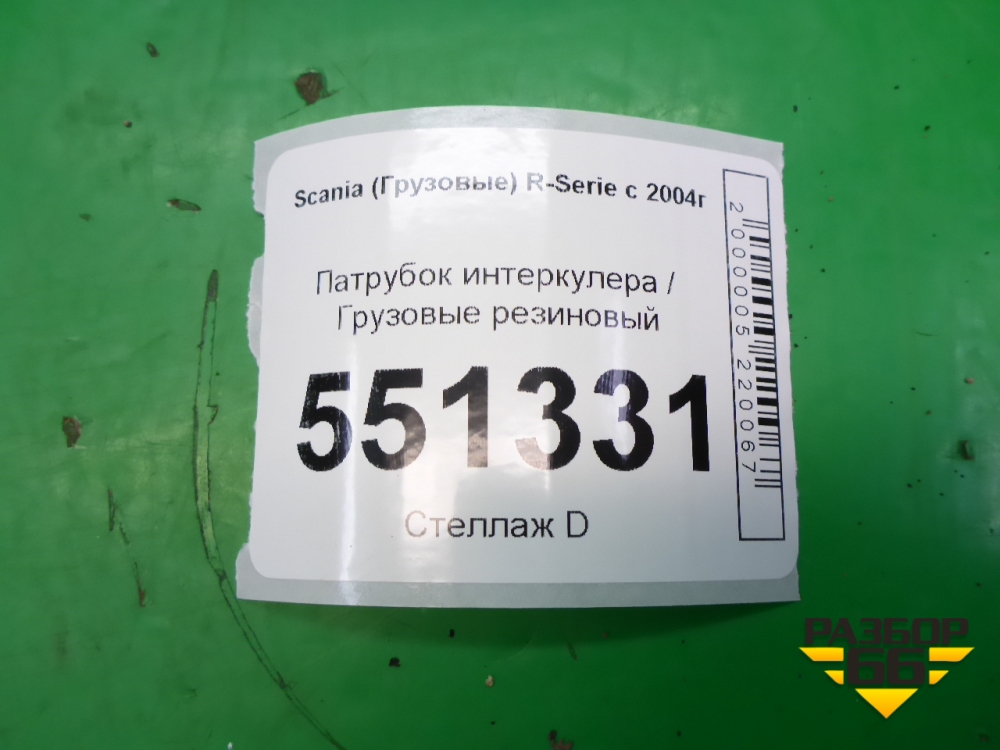 Scania (Грузовые) R-Serie с 2004г
Патрубок интеркулера /
Грузовые резиновый
551331
Стеллаж D
2000005220067
РАЗБОР
66